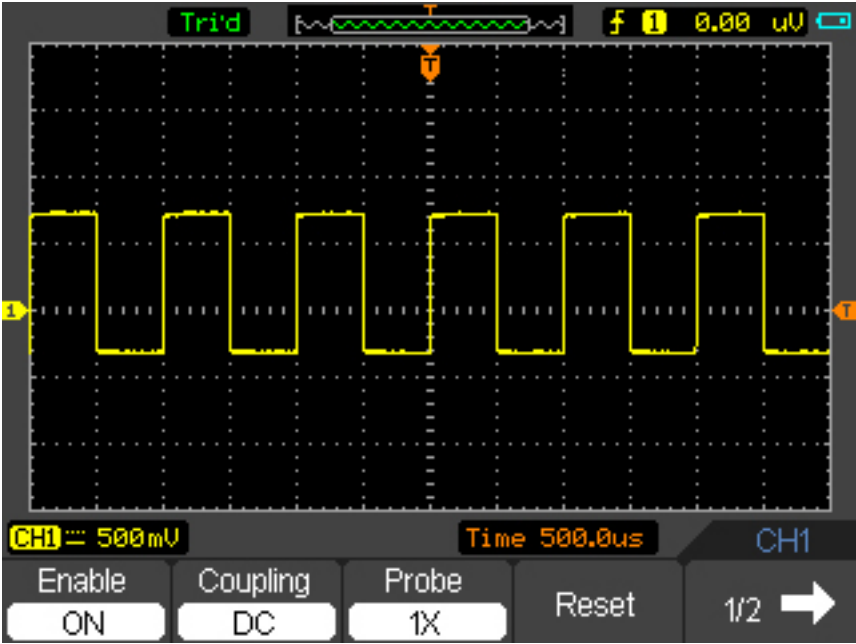 T
Tri'd 1 0.00 uV
T
1 T
CH1 500mV Time 500.0us CH1
Enable Coupling Probe Reset 1/2
ON DC 1X